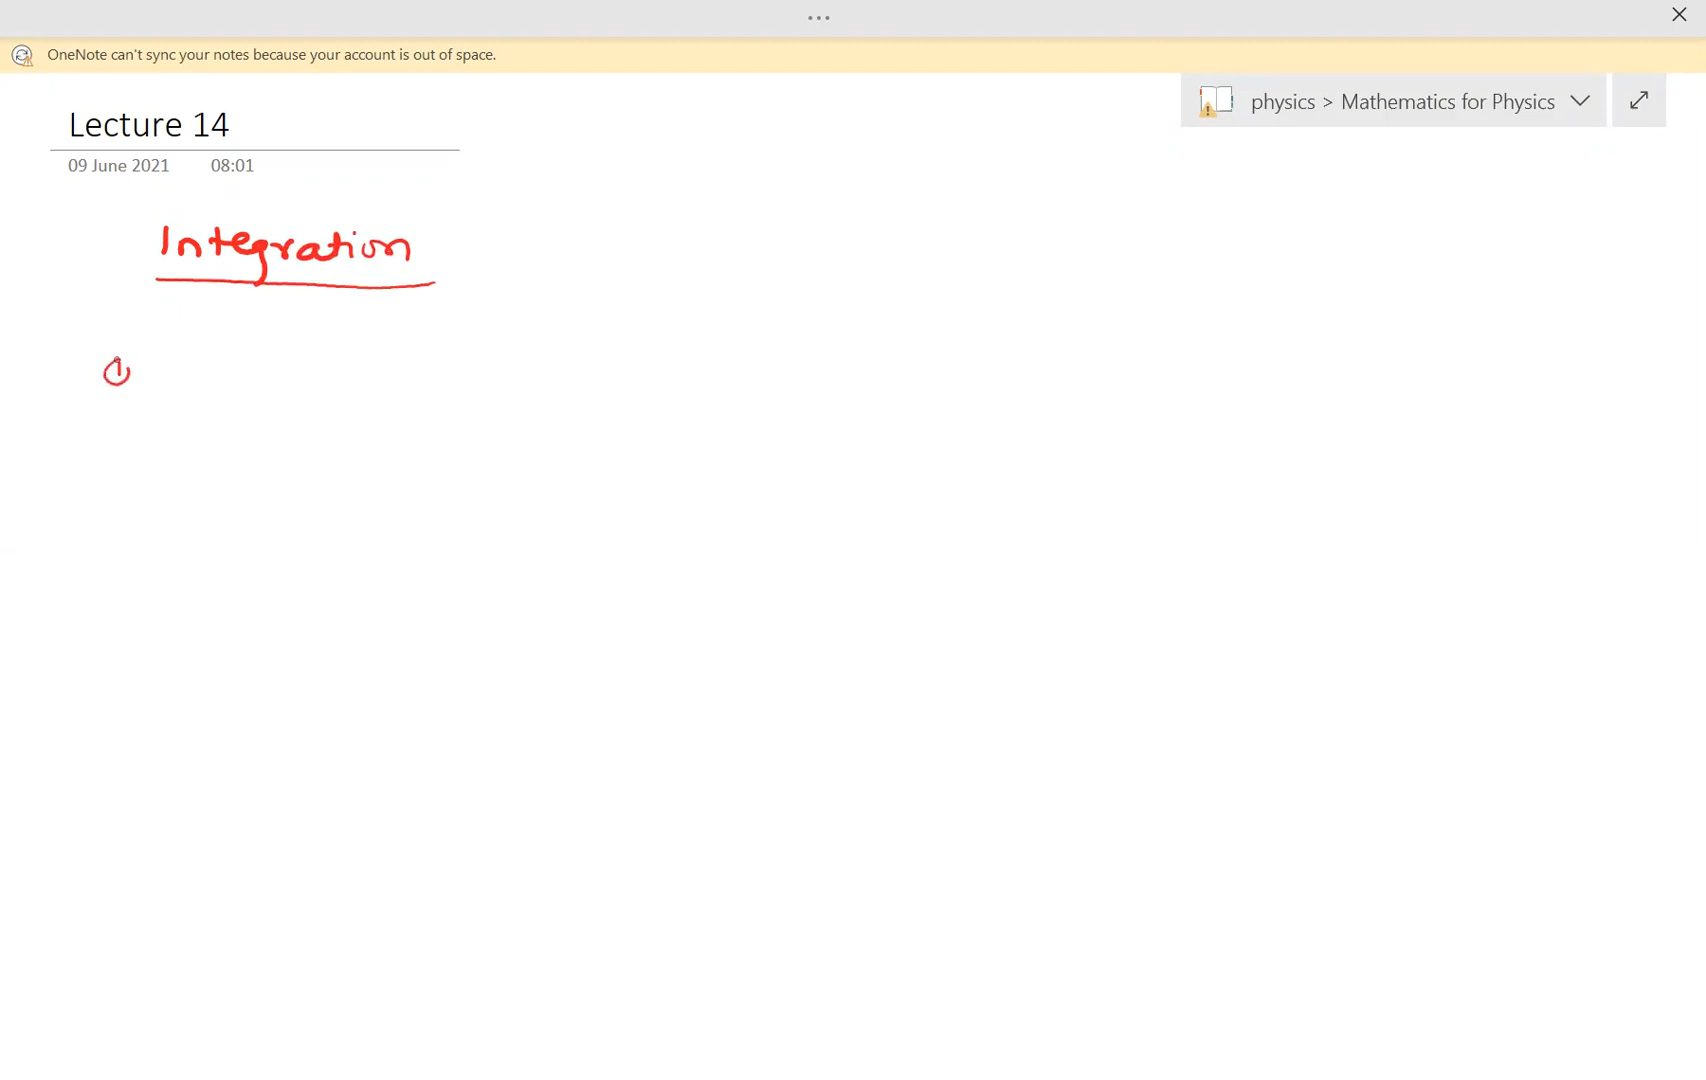 OneNote can't sync your notes because your account is out of space.
physics > Mathematics for Physics
Lecture 14
09 June 2021 08:01
Integration
①